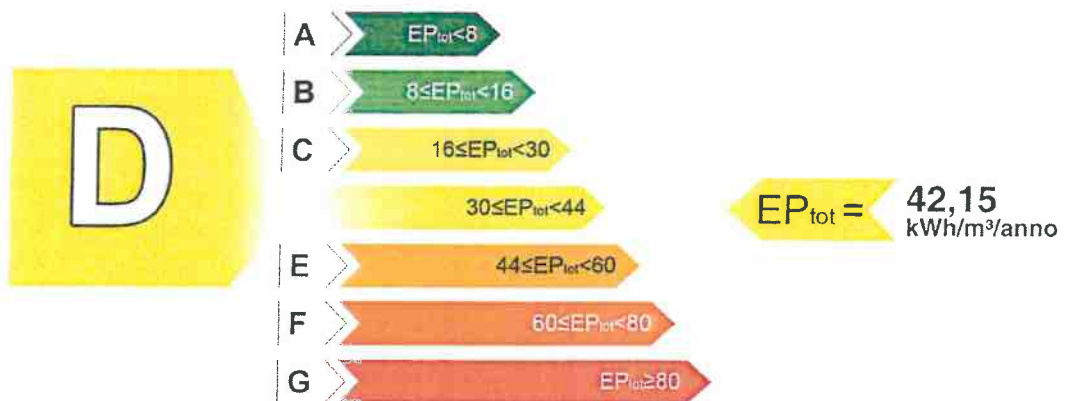 D
A EPtot<8
B 8≤EPtot<16
C 16≤EPtot<30
30≤EPtot<44
E 44≤EPtot<60
F 60≤EPtot<80
G EPtot≥80
EPtot = 42,15
kWh/m³/anno